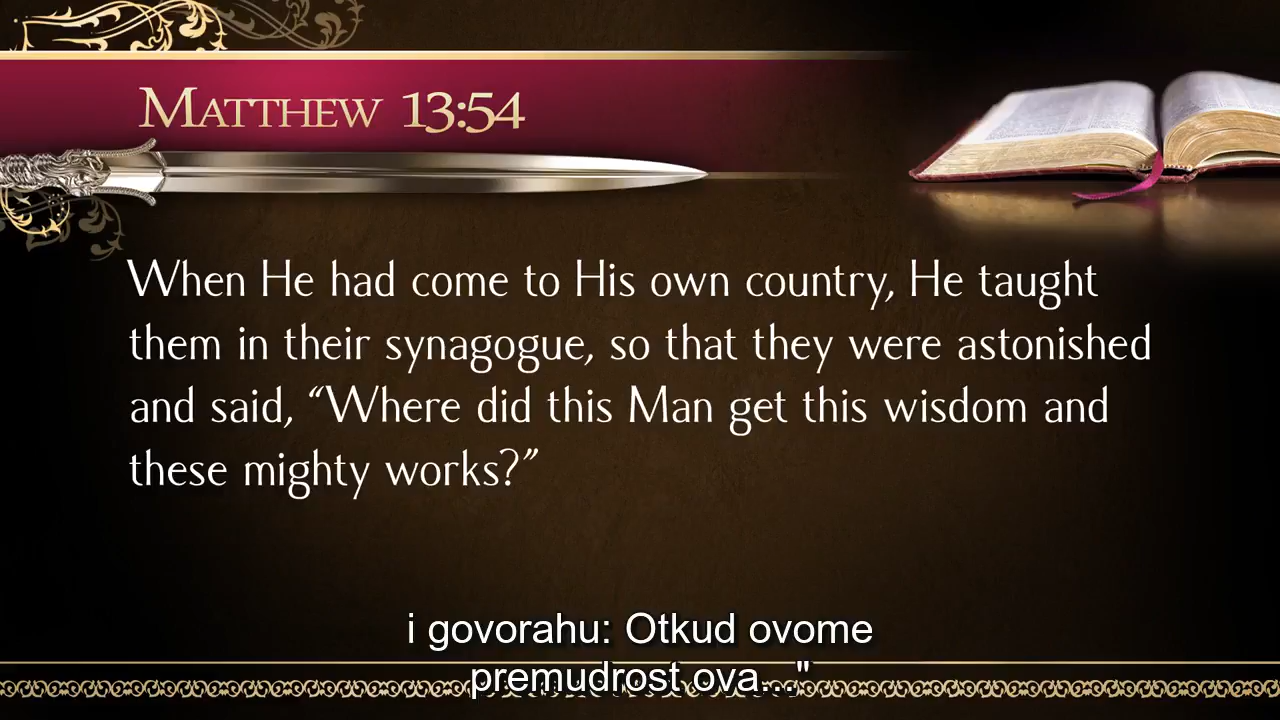 MATTHEW 13:54
When He had come to His own country, He taught
them in their synagogue, so that they were astonished
and said, “Where did this Man get this wisdom and
these mighty works?”
i govorahu: Otkud ovome
premudrost ova..."